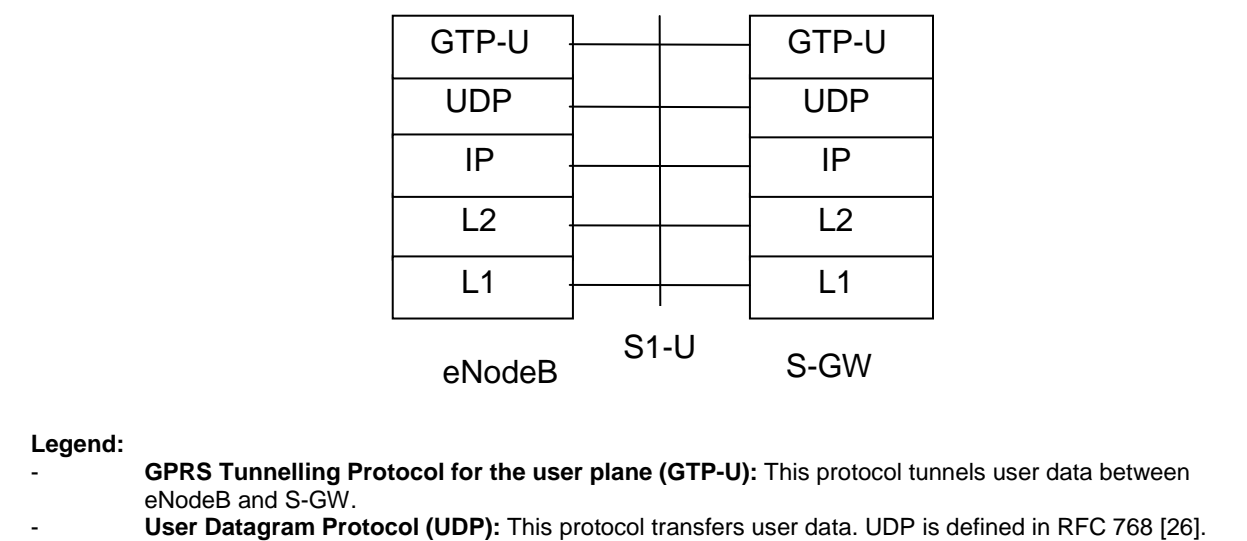 GTP-U GTP-U
UDP UDP
IP IP
L2 L2
L1 L1
S1-U
eNodeB S-GW
Legend:
- GPRS Tunnelling Protocol for the user plane (GTP-U): This protocol tunnels user data between
eNodeB and S-GW.
- User Datagram Protocol (UDP): This protocol transfers user data. UDP is defined in RFC 768 [26].